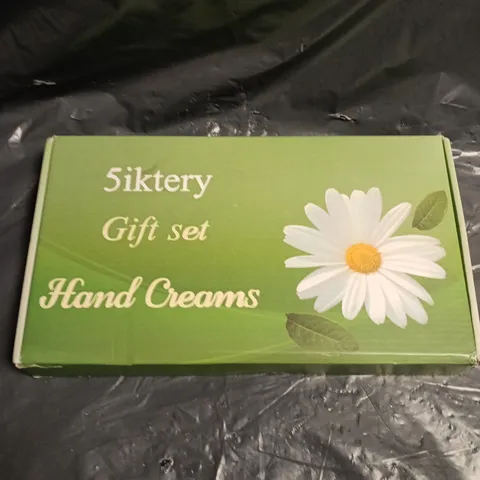 5iktery
Gift set
Hand Creams